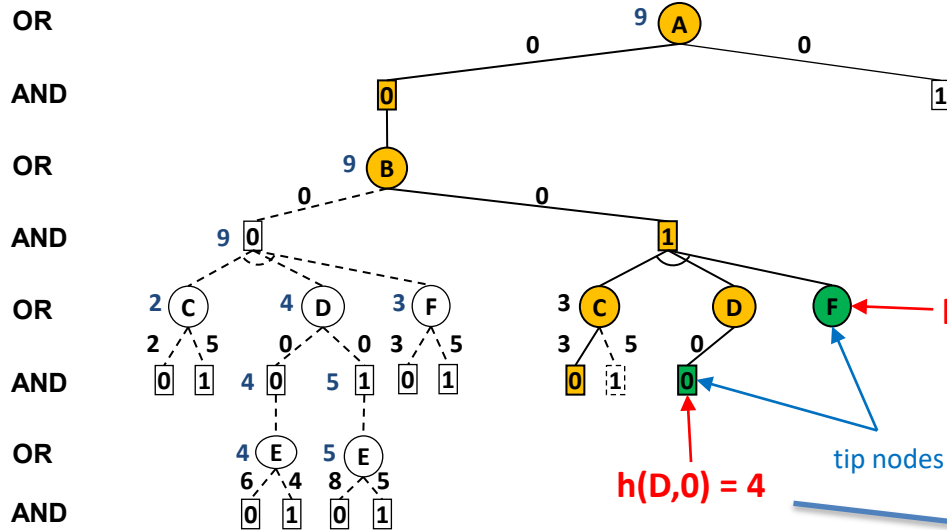 OR 9 A
0 0
AND 0 1
OR 9 B
0 0
AND 9 0 1
OR 2 C 4 D 3 F 3 C D F
2 5 0 0 3 5 3 5 0
AND 0 1 4 0 5 1 0 1 0 1 0
OR 4 E 5 E
6 4 8 5 tip nodes
h(D,0) = 4
AND 0 1 0 1